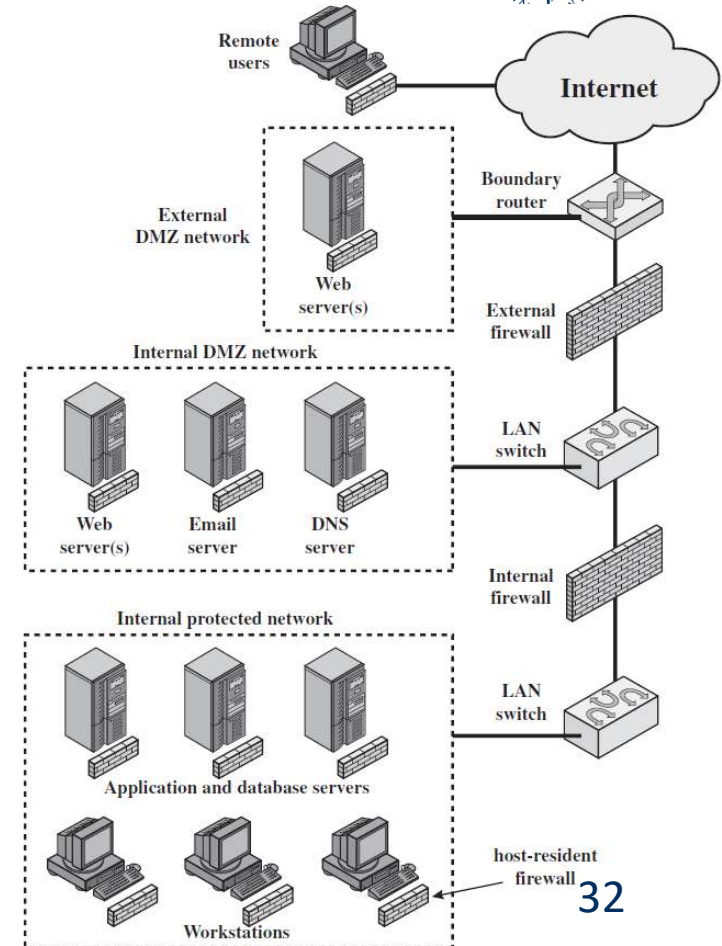 Remote
users
Internet
Boundary
router
External
DMZ network
Web
server(s)
External
firewall
Internal DMZ network
LAN
switch
Web
server(s)
Email
server
DNS
server
Internal
firewall
Internal protected network
LAN
switch
Application and database servers
host-resident
firewall
32
Workstations